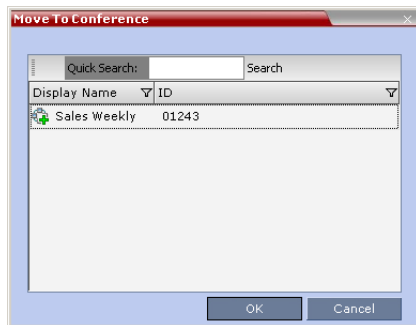 Move To Conference
Quick Search: Search
Display Name ID
Sales Weekly 01243
OK Cancel